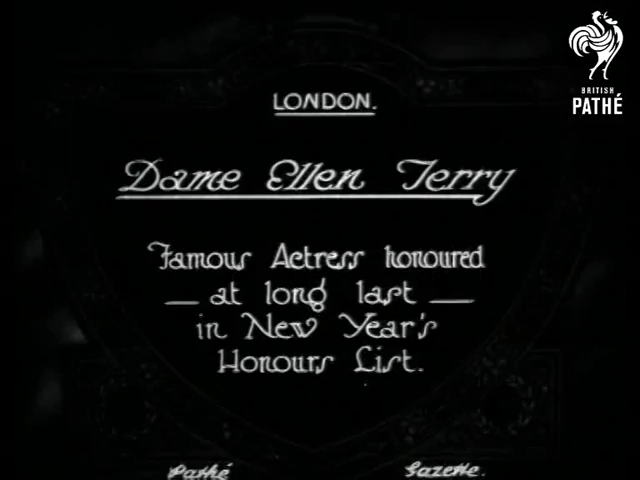 BRITISH
PATHÉ
LONDON.
Dame Ellen Terry
Famous Actress honoured
— at long last —
in New Year's
Honours List.
Pathé Gazette.